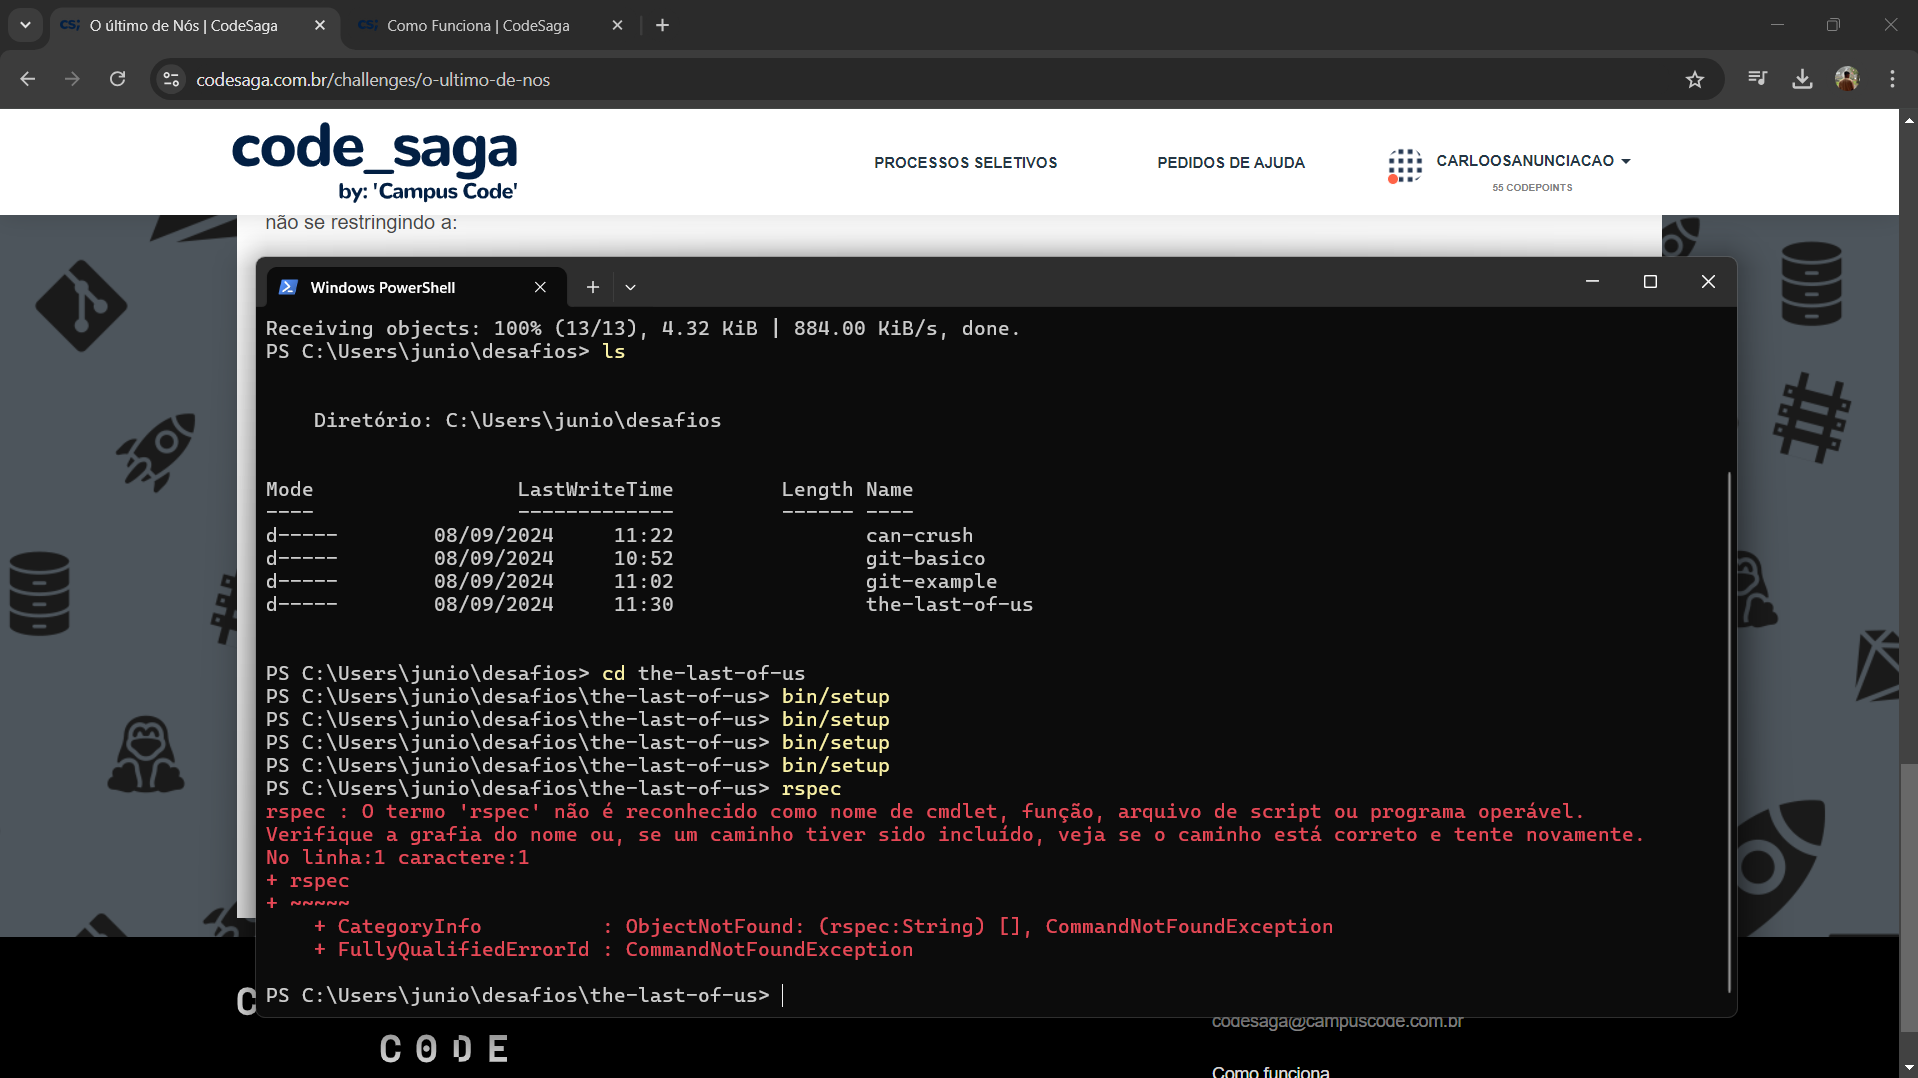 CS; O último de Nós | CodeSaga
CS; Como Funciona | CodeSaga
codesaga.com.br/challenges/o-ultimo-de-nos
code_saga
by: 'Campus Code'
PROCESSOS SELETIVOS
PEDIDOS DE AJUDA
CARLOOSANUNCIACAO
55 CODEPOINTS
não se restringindo a:
Windows PowerShell
Receiving objects: 100% (13/13), 4.32 KiB | 884.00 KiB/s, done.
PS C:\Users\junio\desafios> ls
Diretório: C:\Users\junio\desafios
Mode LastWriteTime Length Name
---- ------------- ------ ----
d----- 08/09/2024 11:22 can-crush
d----- 08/09/2024 10:52 git-basico
d----- 08/09/2024 11:02 git-example
d----- 08/09/2024 11:30 the-last-of-us
PS C:\Users\junio\desafios> cd the-last-of-us
PS C:\Users\junio\desafios\the-last-of-us> bin/setup
PS C:\Users\junio\desafios\the-last-of-us> bin/setup
PS C:\Users\junio\desafios\the-last-of-us> bin/setup
PS C:\Users\junio\desafios\the-last-of-us> bin/setup
PS C:\Users\junio\desafios\the-last-of-us> rspec
rspec : O termo 'rspec' não é reconhecido como nome de cmdlet, função, arquivo de script ou programa operável.
Verifique a grafia do nome ou, se um caminho tiver sido incluído, veja se o caminho está correto e tente novamente.
No linha:1 caractere:1
+ rspec
+ ~~~~~
+ CategoryInfo : ObjectNotFound: (rspec:String) [], CommandNotFoundException
+ FullyQualifiedErrorId : CommandNotFoundException
PS C:\Users\junio\desafios\the-last-of-us>
C
CODE
codesaga@campuscode.com.br
Como funciona